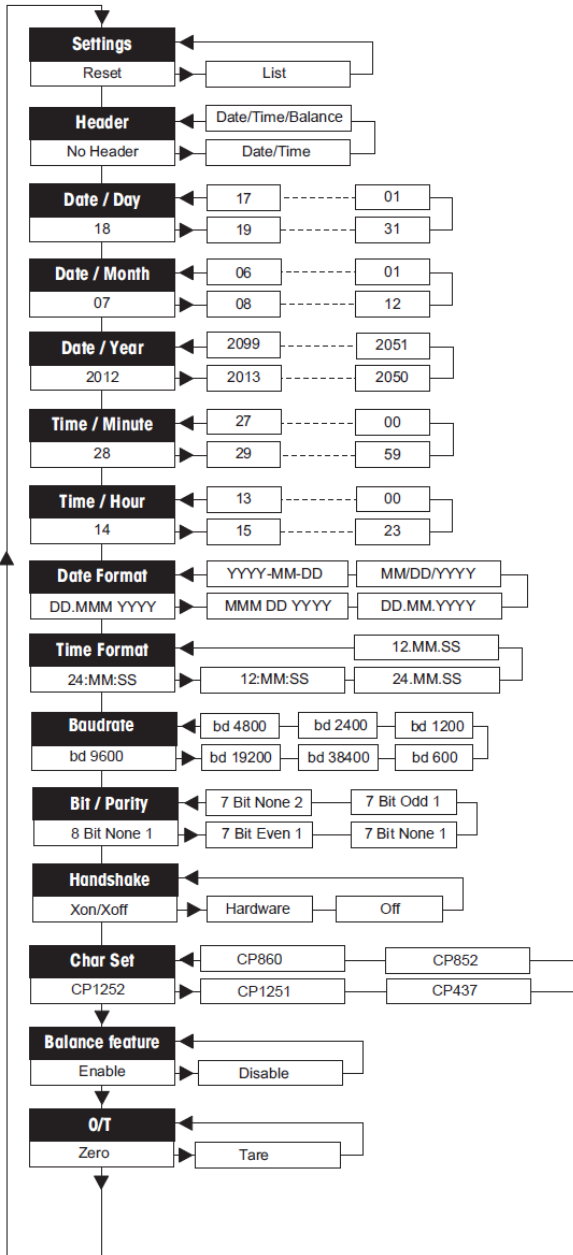 Settings
Reset List
Header Date/Time/Balance
No Header Date/Time
Date / Day 17 01
18 19 31
Date / Month 06 01
07 08 12
Date / Year 2099 2051
2012 2013 2050
Time / Minute 27 00
28 29 59
Time / Hour 13 00
14 15 23
Date Format YYYY-MM-DD MM/DD/YYYY
DD.MMM YYYY MMM DD YYYY DD.MM.YYYY
Time Format 12.MM.SS
24:MM:SS 12:MM:SS 24.MM.SS
Baudrate bd 4800 bd 2400 bd 1200
bd 9600 bd 19200 bd 38400 bd 600
Bit / Parity 7 Bit None 2 7 Bit Odd 1
8 Bit None 1 7 Bit Even 1 7 Bit None 1
Handshake
Xon/Xoff Hardware Off
Char Set CP860 CP852
CP1252 CP1251 CP437
Balance feature
Enable Disable
0/T
Zero Tare